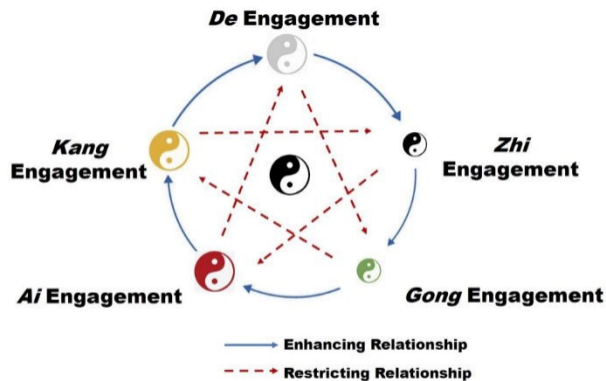 De Engagement
Kang
Engagement
Zhi
Engagement
Ai Engagement
Gong Engagement
Enhancing Relationship
Restricting Relationship